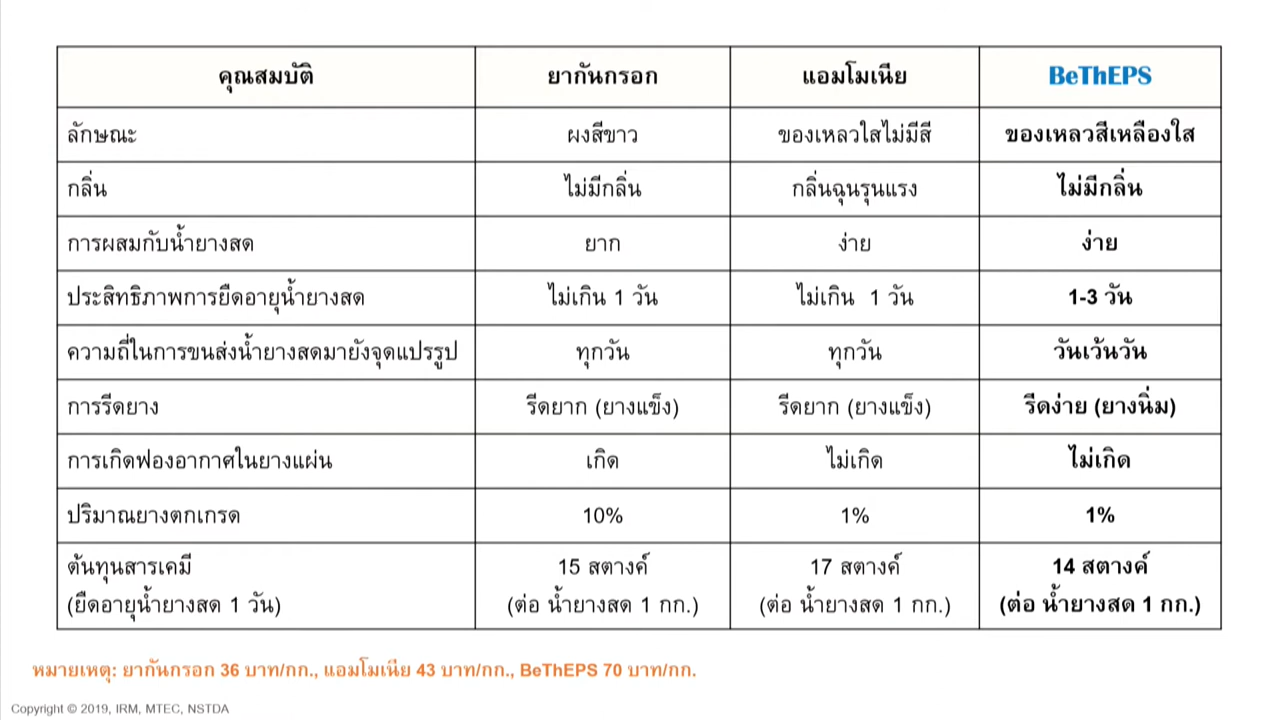 คุณสมบัติ ยากันกรอก แอมโมเนีย BeThEPS
ลักษณะ ผงสีขาว ของเหลวใสไม่มีสี ของเหลวสีเหลืองใส
กลิ่น ไม่มีกลิ่น กลิ่นฉุนรุนแรง ไม่มีกลิ่น
การผสมกับน้ำยางสด ยาก ง่าย ง่าย
ประสิทธิภาพการยืดอายุน้ำยางสด ไม่เกิน 1 วัน ไม่เกิน 1 วัน 1-3 วัน
ความถี่ในการขนส่งน้ำยางสดมายังจุดแปรรูป ทุกวัน ทุกวัน วันเว้นวัน
การรีดยาง รีดยาก (ยางแข็ง) รีดยาก (ยางแข็ง) รีดง่าย (ยางนิ่ม)
การเกิดฟองอากาศในยางแผ่น เกิด ไม่เกิด ไม่เกิด
ปริมาณยางตกเกรด 10% 1% 1%
ต้นทุนสารเคมี 15 สตางค์ 17 สตางค์ 14 สตางค์
(ยืดอายุน้ำยางสด 1 วัน) (ต่อ น้ำยางสด 1 กก.) (ต่อ น้ำยางสด 1 กก.) (ต่อ น้ำยางสด 1 กก.)
หมายเหตุ: ยากันกรอก 36 บาท/กก., แอมโมเนีย 43 บาท/กก., BeThEPS 70 บาท/กก.
Copyright © 2019, IRM, MTEC, NSTDA